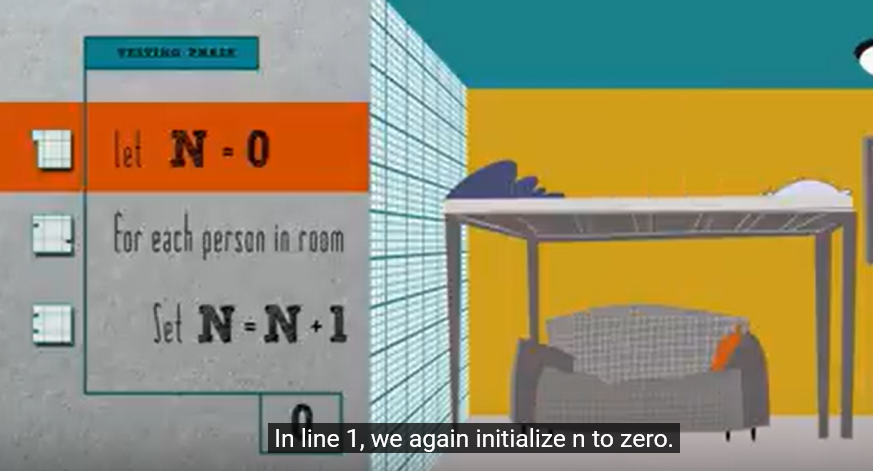 TESTING PHASE
let N = 0
for each person in room
Set N = N + 1
0
In line 1, we again initialize n to zero.